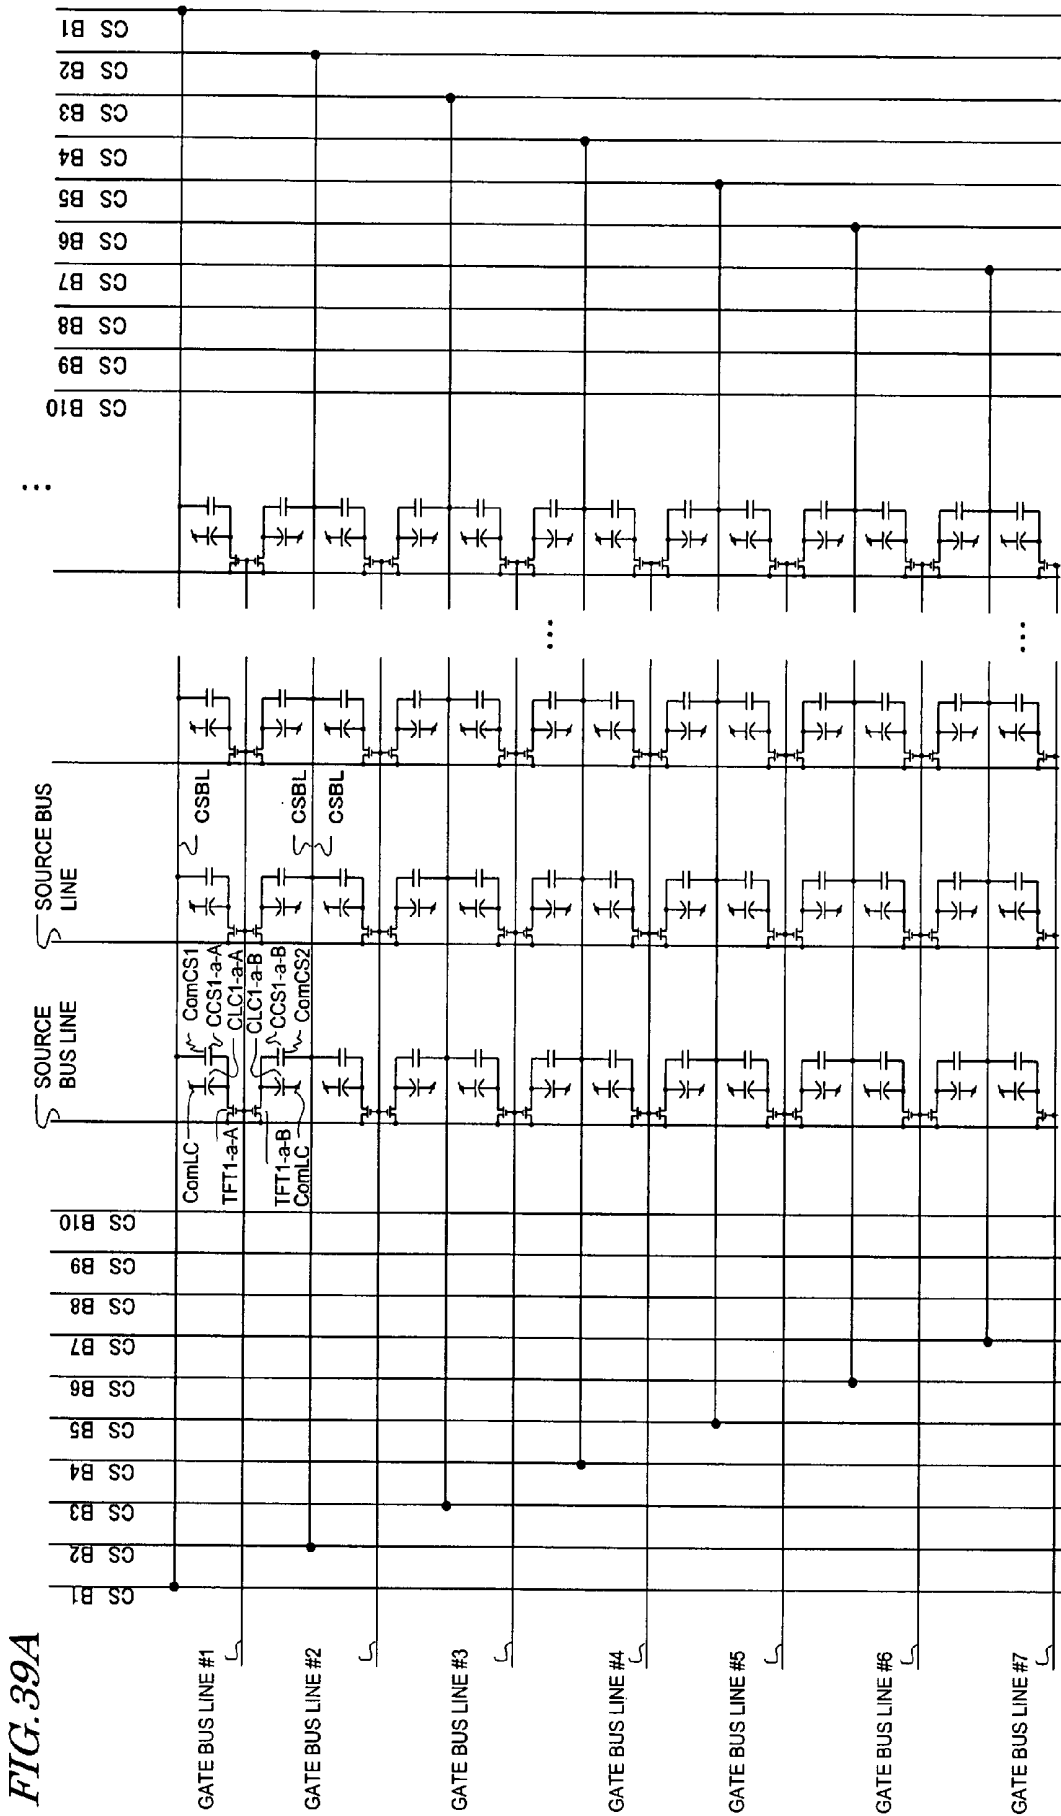 FIG.39A
CS B1
CS B2
CS B3
CS B4
CS B5
CS B6
CS B7
CS B8
CS B9
CS B10
SOURCE
BUS LINE
SOURCE BUS
LINE
...
CS B10
CS B9
CS B8
CS B7
CS B6
CS B5
CS B4
CS B3
CS B2
CS B1
ComLC
TFT1-a-A
ComCS1
CCS1-a-A
CLC1-a-A
CLC1-a-B
CCS1-a-B
ComCS2
TFT1-a-B
ComLC
CSBL
CSBL
CSBL
...
...
GATE BUS LINE #1
GATE BUS LINE #2
GATE BUS LINE #3
GATE BUS LINE #4
GATE BUS LINE #5
GATE BUS LINE #6
GATE BUS LINE #7